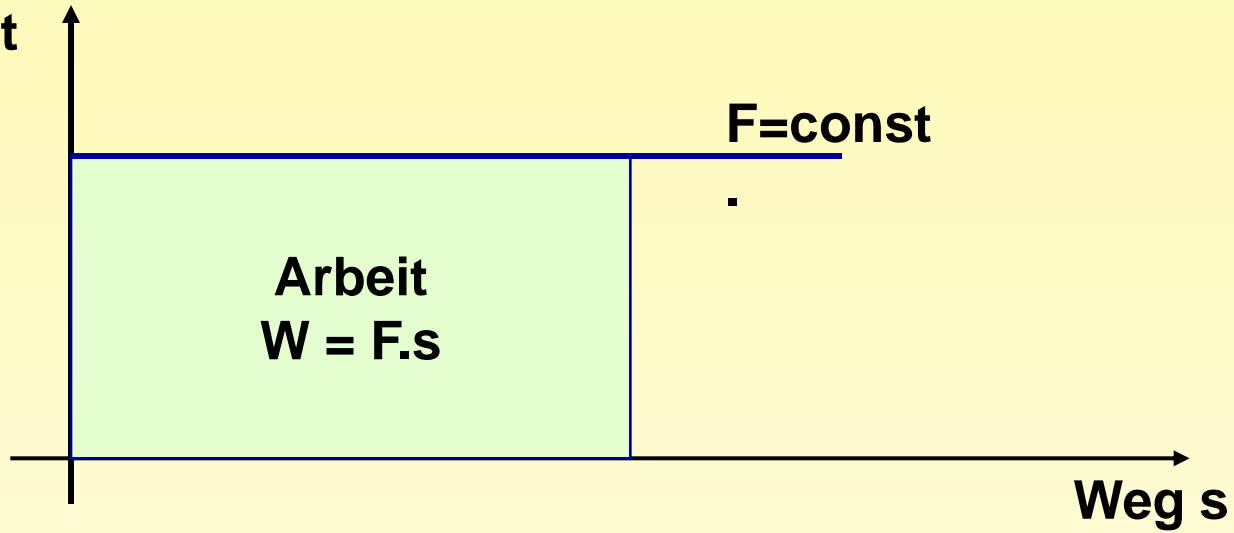 t
F=const
.
Arbeit
W = F.s
Weg s